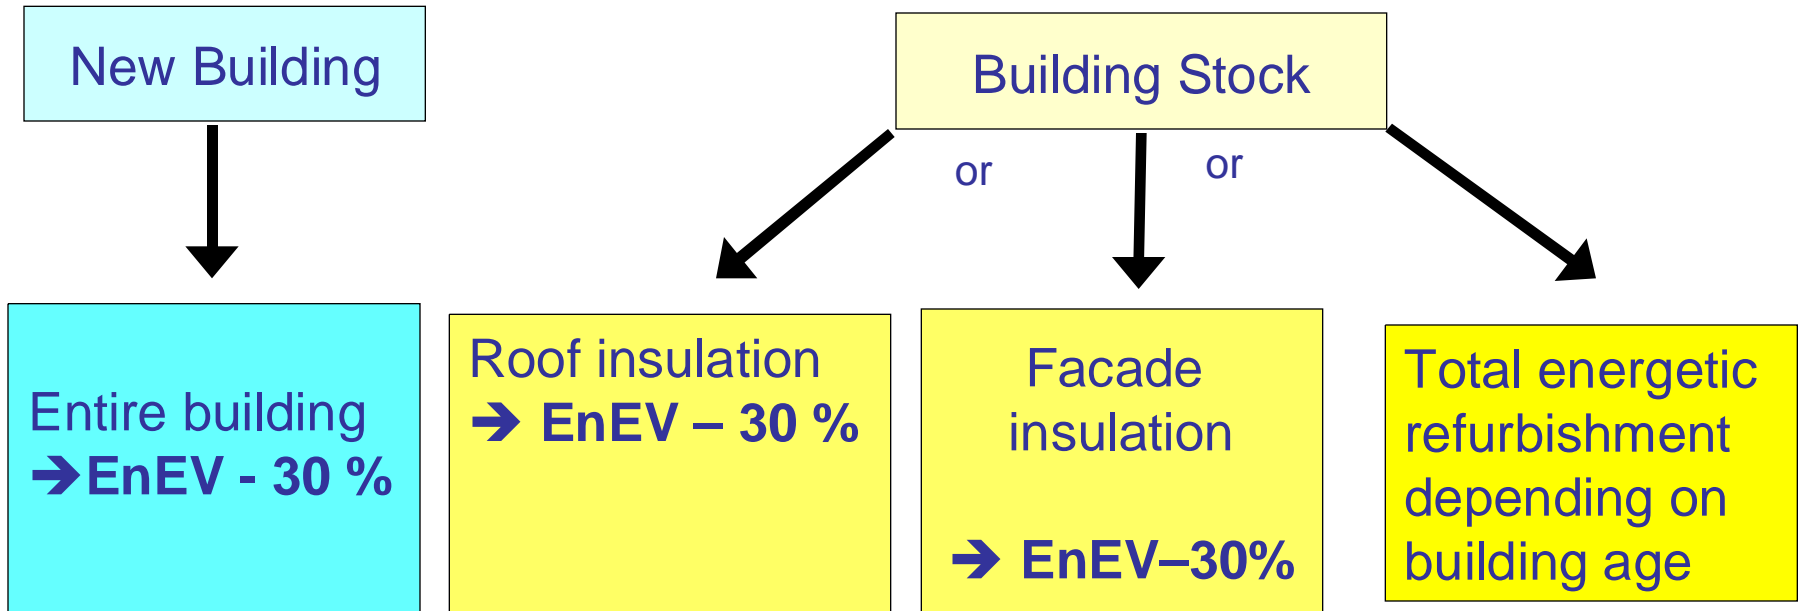 New Building
Building Stock
or
or
Entire building
➔EnEV - 30 %
Roof insulation
➔ EnEV – 30 %
Facade
insulation
➔ EnEV–30%
Total energetic
refurbishment
depending on
building age